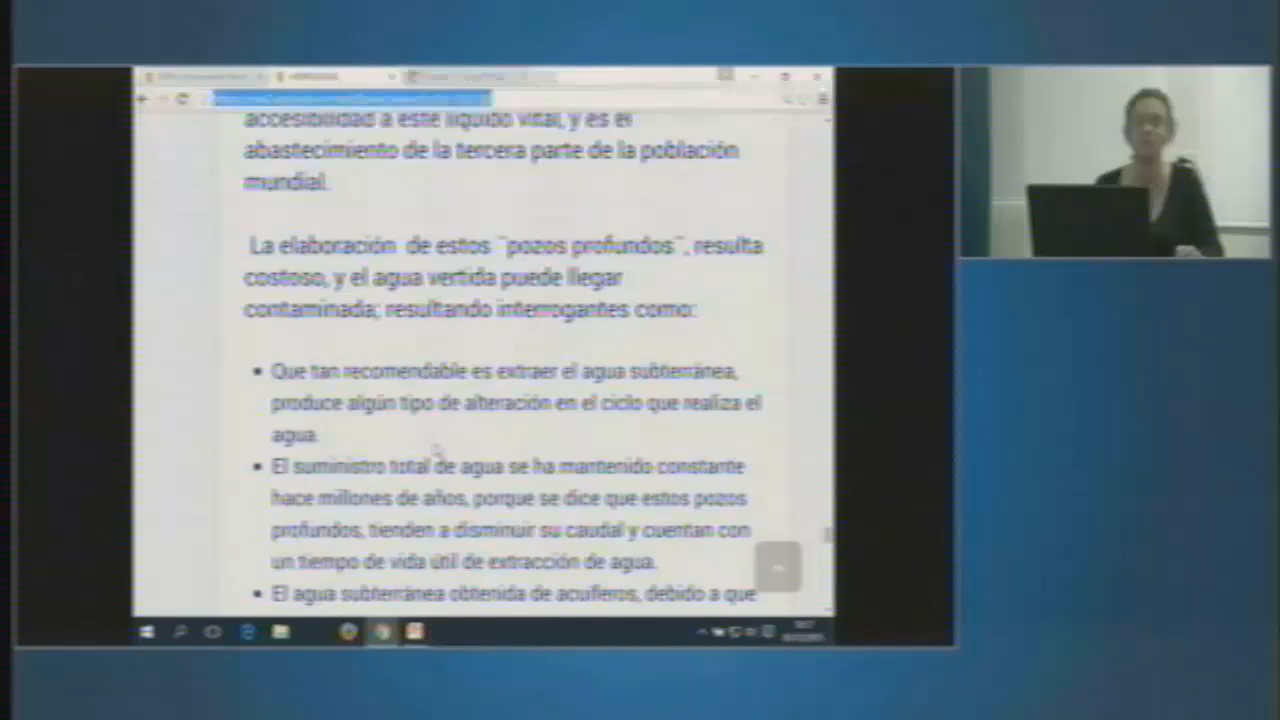 accesibilidad a este líquido vital, y es el
abastecimiento de la tercera parte de la población
mundial.
La elaboración de estos ¨pozos profundos¨, resulta
costoso, y el agua vertida puede llegar
contaminada; resultando interrogantes como:
• Que tan recomendable es extraer el agua subterránea,
produce algún tipo de alteración en el ciclo que realiza el
agua.
• El suministro total de agua se ha mantenido constante
hace millones de años, porque se dice que estos pozos
profundos, tienden a disminuir su caudal y cuentan con
un tiempo de vida útil de extracción de agua.
• El agua subterránea obtenida de acuíferos, debido a que